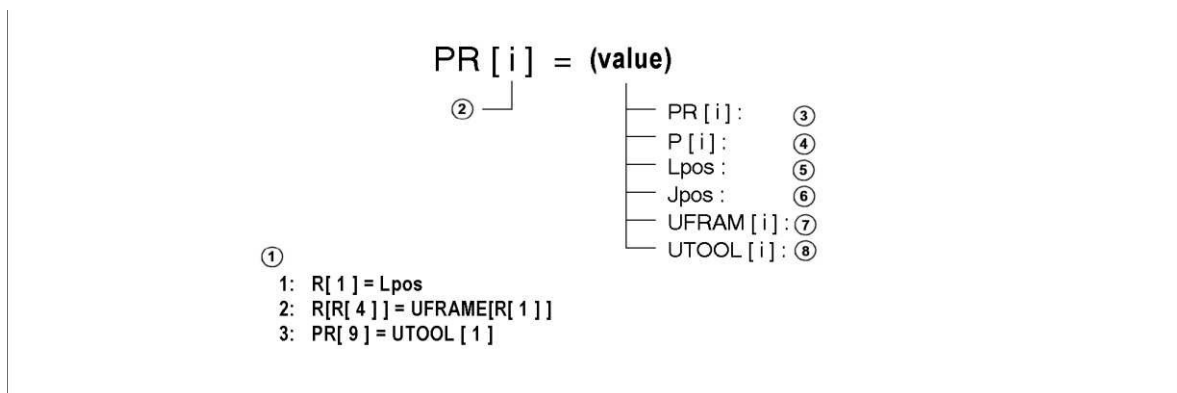 PR [ i ] = (value)
②
PR [ i ] : ③
P [ i ] : ④
Lpos : ⑤
Jpos : ⑥
UFRAM [ i ] : ⑦
UTOOL [ i ] : ⑧
①
1: R[ 1 ] = Lpos
2: R[R[ 4 ] ] = UFRAME[R[ 1 ] ]
3: PR[ 9 ] = UTOOL [ 1 ]